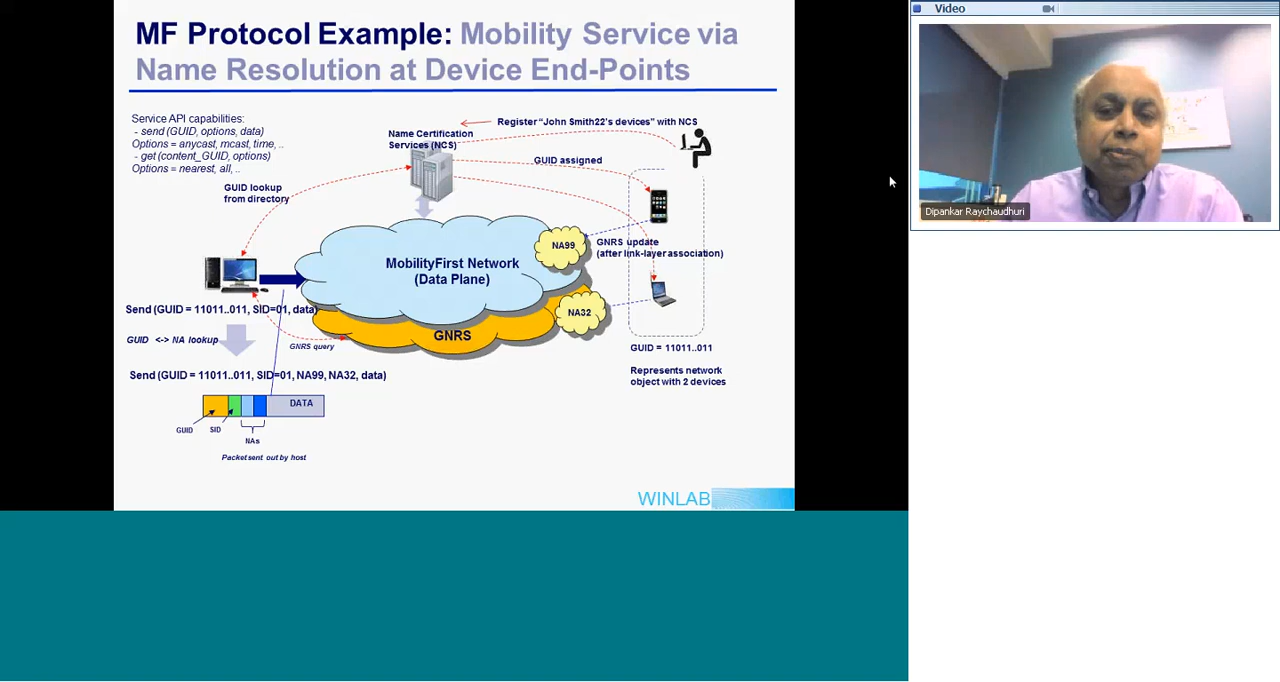 MF Protocol Example: Mobility Service via
Name Resolution at Device End-Points
Service API capabilities:
- send (GUID, options, data)
Options = anycast, mcast, time, ..
- get (content_GUID, options)
Options = nearest, all, ..
Name Certification
Services (NCS)
Register “John Smith22’s devices” with NCS
GUID assigned
GUID lookup
from directory
MobilityFirst Network
(Data Plane)
NA99
GNRS update
(after link-layer association)
NA32
GNRS
Send (GUID = 11011..011, SID=01, data)
GUID <-> NA lookup
GNRS query
GUID = 11011..011
Represents network
object with 2 devices
Send (GUID = 11011..011, SID=01, NA99, NA32, data)
DATA
GUID
SID
NAs
Packet sent out by host
WINLAB
Video
Dipankar Raychaudhuri